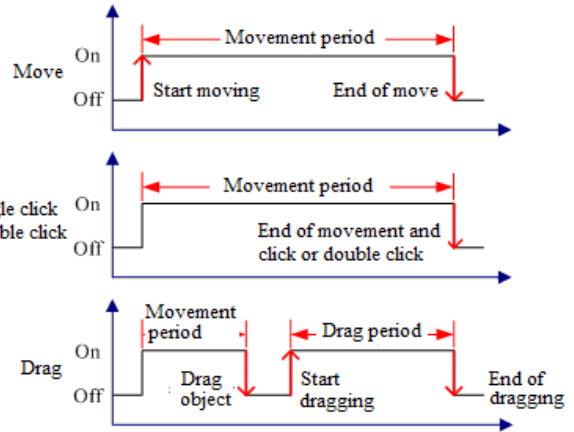 Movement period
On
Move
Off
Start moving
End of move
Movement period
On
click
click
Off
End of movement and
click or double click
Movement
period
Drag period
On
Drag
Off
Drag
object
Start
dragging
End of
dragging